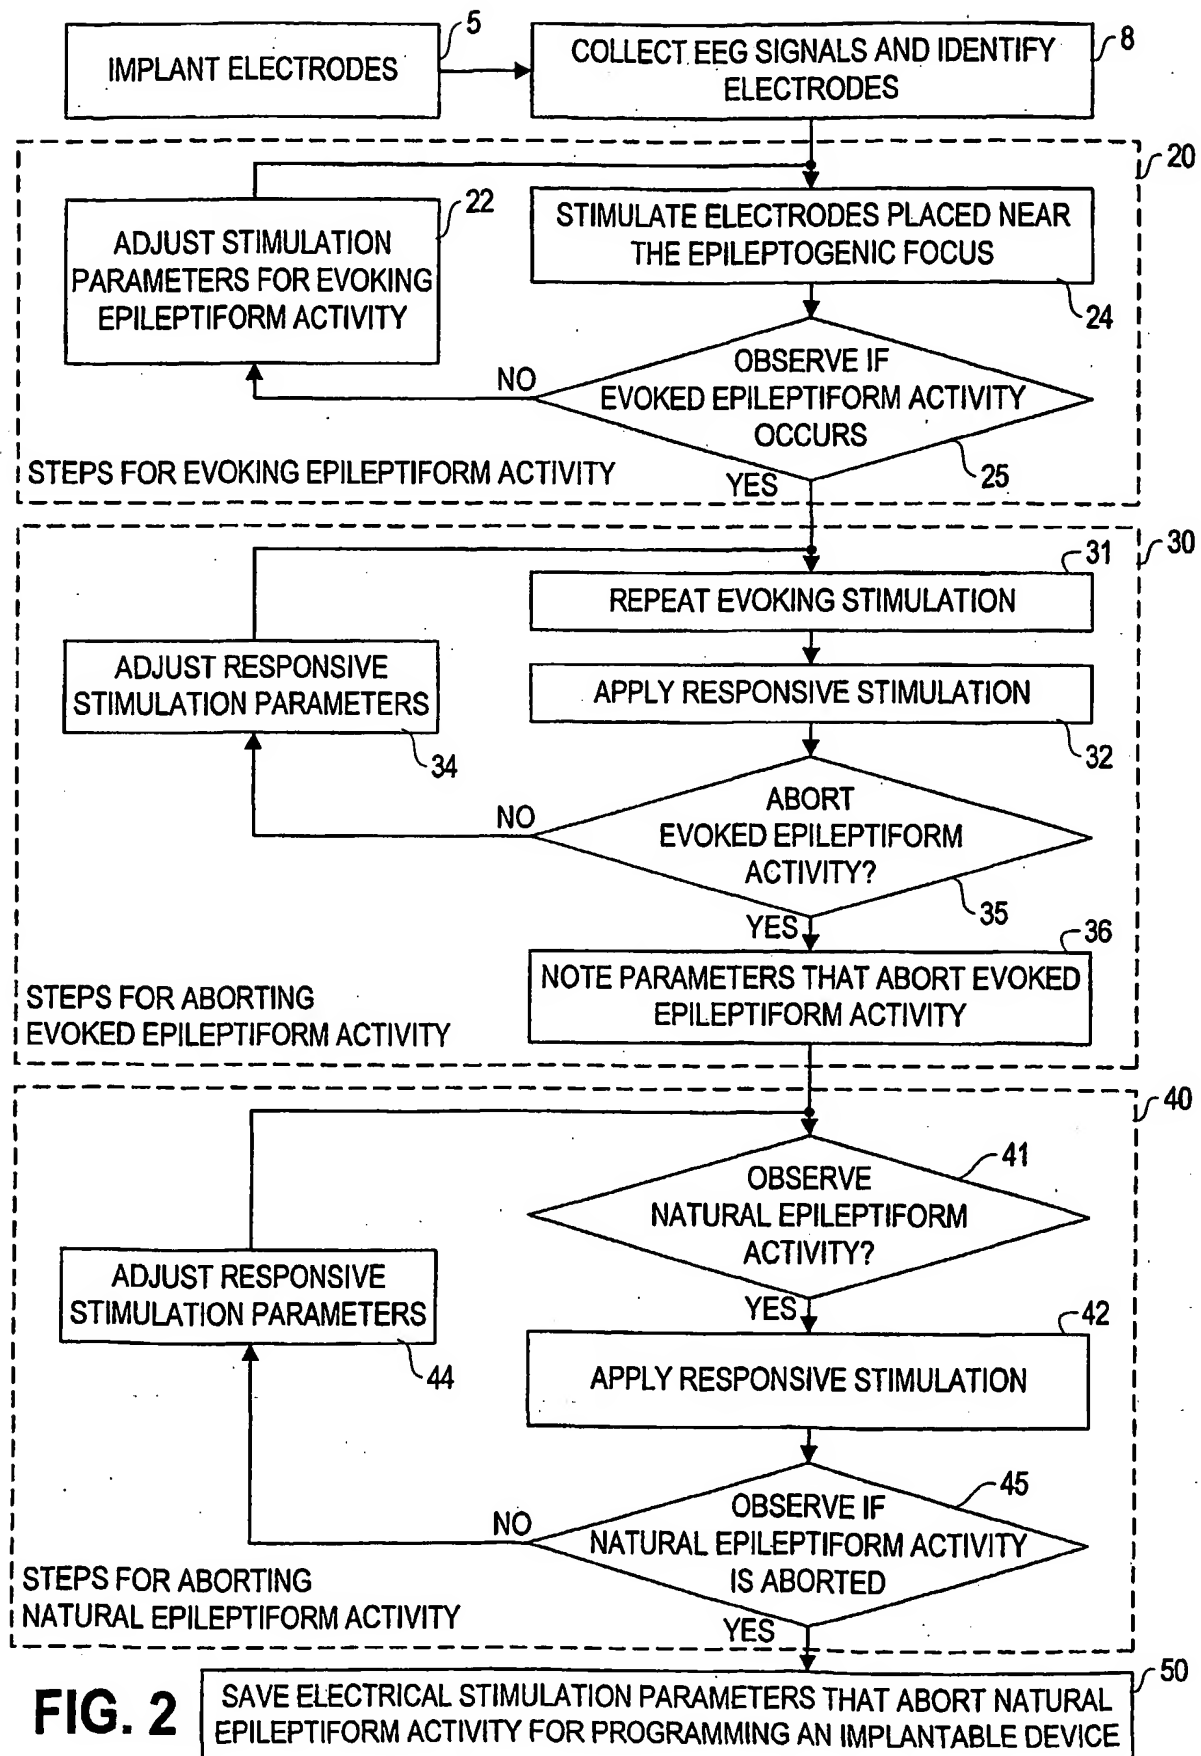 5
IMPLANT ELECTRODES
8
COLLECT EEG SIGNALS AND IDENTIFY
ELECTRODES
20
22
ADJUST STIMULATION
PARAMETERS FOR EVOKING
EPILEPTIFORM ACTIVITY
STIMULATE ELECTRODES PLACED NEAR
THE EPILEPTOGENIC FOCUS
24
NO
OBSERVE IF
EVOKED EPILEPTIFORM ACTIVITY
OCCURS
25
STEPS FOR EVOKING EPILEPTIFORM ACTIVITY
YES
30
31
REPEAT EVOKING STIMULATION
ADJUST RESPONSIVE
STIMULATION PARAMETERS
34
APPLY RESPONSIVE STIMULATION
32
NO
ABORT
EVOKED EPILEPTIFORM
ACTIVITY?
35
YES
36
NOTE PARAMETERS THAT ABORT EVOKED
EPILEPTIFORM ACTIVITY
STEPS FOR ABORTING
EVOKED EPILEPTIFORM ACTIVITY
40
41
OBSERVE
NATURAL EPILEPTIFORM
ACTIVITY?
ADJUST RESPONSIVE
STIMULATION PARAMETERS
44
YES
42
APPLY RESPONSIVE STIMULATION
45
NO
OBSERVE IF
NATURAL EPILEPTIFORM ACTIVITY
IS ABORTED
STEPS FOR ABORTING
NATURAL EPILEPTIFORM ACTIVITY
YES
50
FIG. 2
SAVE ELECTRICAL STIMULATION PARAMETERS THAT ABORT NATURAL
EPILEPTIFORM ACTIVITY FOR PROGRAMMING AN IMPLANTABLE DEVICE